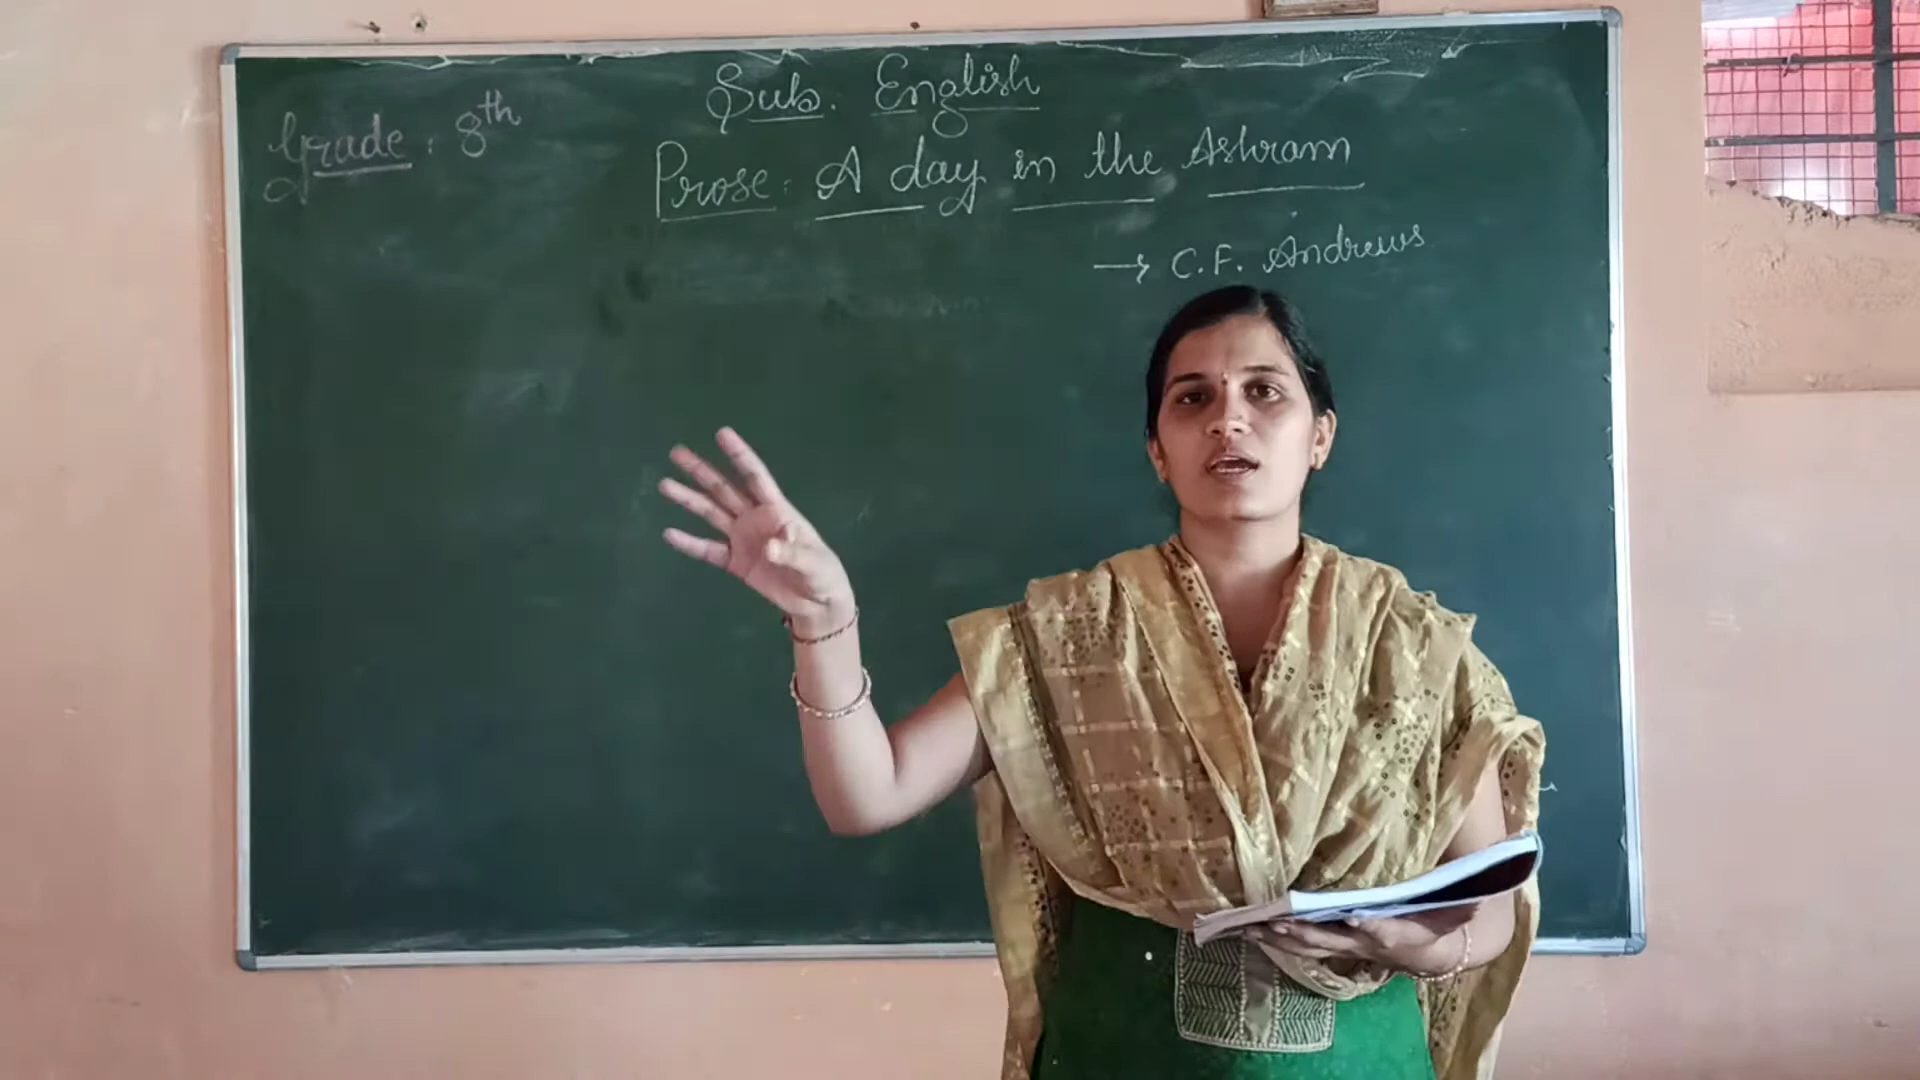 Grade : 8th
Sub. English
Prose : A day in the Ashram
→ C.F. Andrews